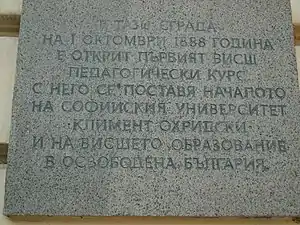 В ТАЗИ СГРАДА
НА 1 ОКТОМВРИ 1888 ГОДИНА
Е ОТКРИТ ПЪРВИЯТ ВИСШ
ПЕДАГОГИЧЕСКИ КУРС
С НЕГО СЕ ПОСТАВЯ НАЧАЛОТО
НА СОФИЙСКИЯ УНИВЕРСИТЕТ
КЛИМЕНТ ОХРИДСКИ
И НА ВИСШЕТО ОБРАЗОВАНИЕ
В ОСВОБОДЕНА БЪЛГАРИЯ